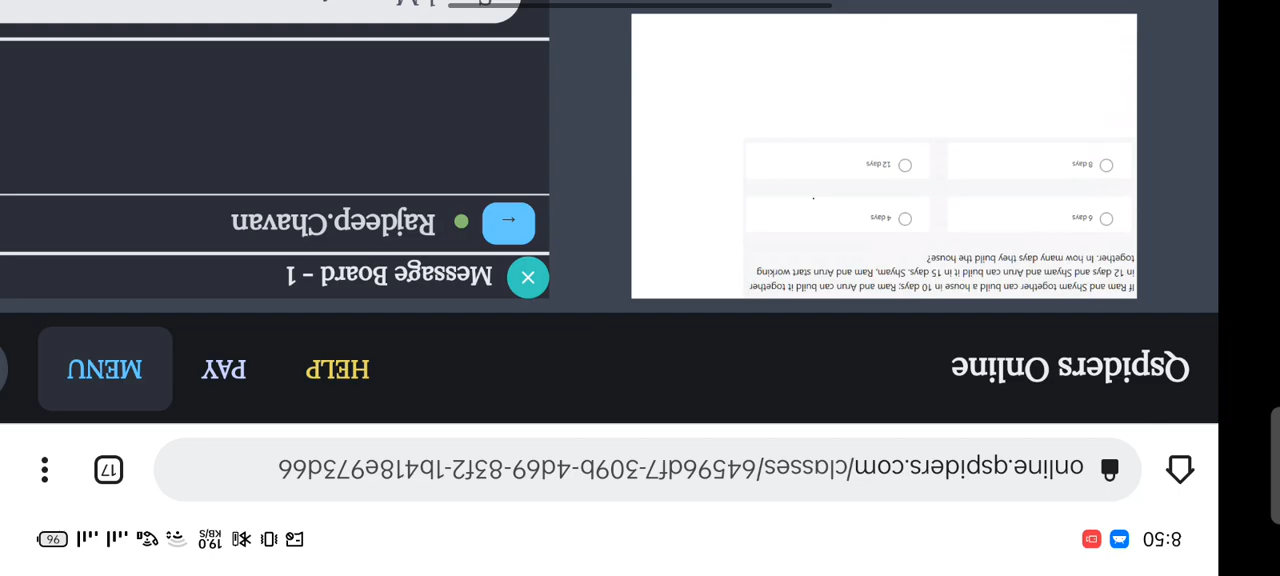 8:50
19.0
KB/S
96
online.qspiders.com/classes/64596df7-309b-4d69-83f2-1b418e973d66
17
Qspiders Online
HELP
PAY
MENU
If Ram and Shyam together can build a house in 10 days; Ram and Arun can build it together
in 12 days and Shyam and Arun can build it in 15 days. Shyam, Ram and Arun start working
together. In how many days they build the house?
6 days
4 days
8 days
12 days
Message Board - 1
Rajdeep.Chavan